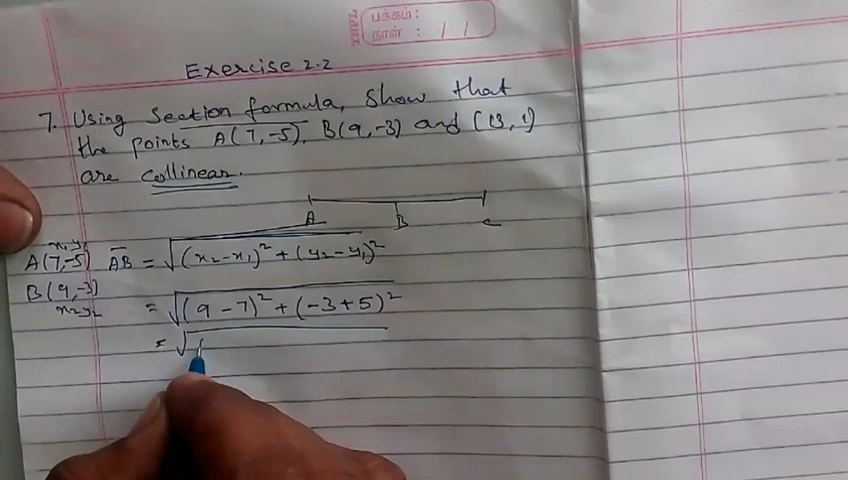 பக்கம்:
நாள் : / /
Exercise 2.2
7. Using Section formula, Show that
the points A(7,-5), B(9,-3) and (13,1)
are collinear.
A B C
x₁ y₁
A(7,-5) AB = √(x₂-x₁)² + (y₂-y₁)²
B(9,-3)
x₂ y₂ = √(9-7)² + (-3+5)²
= √(